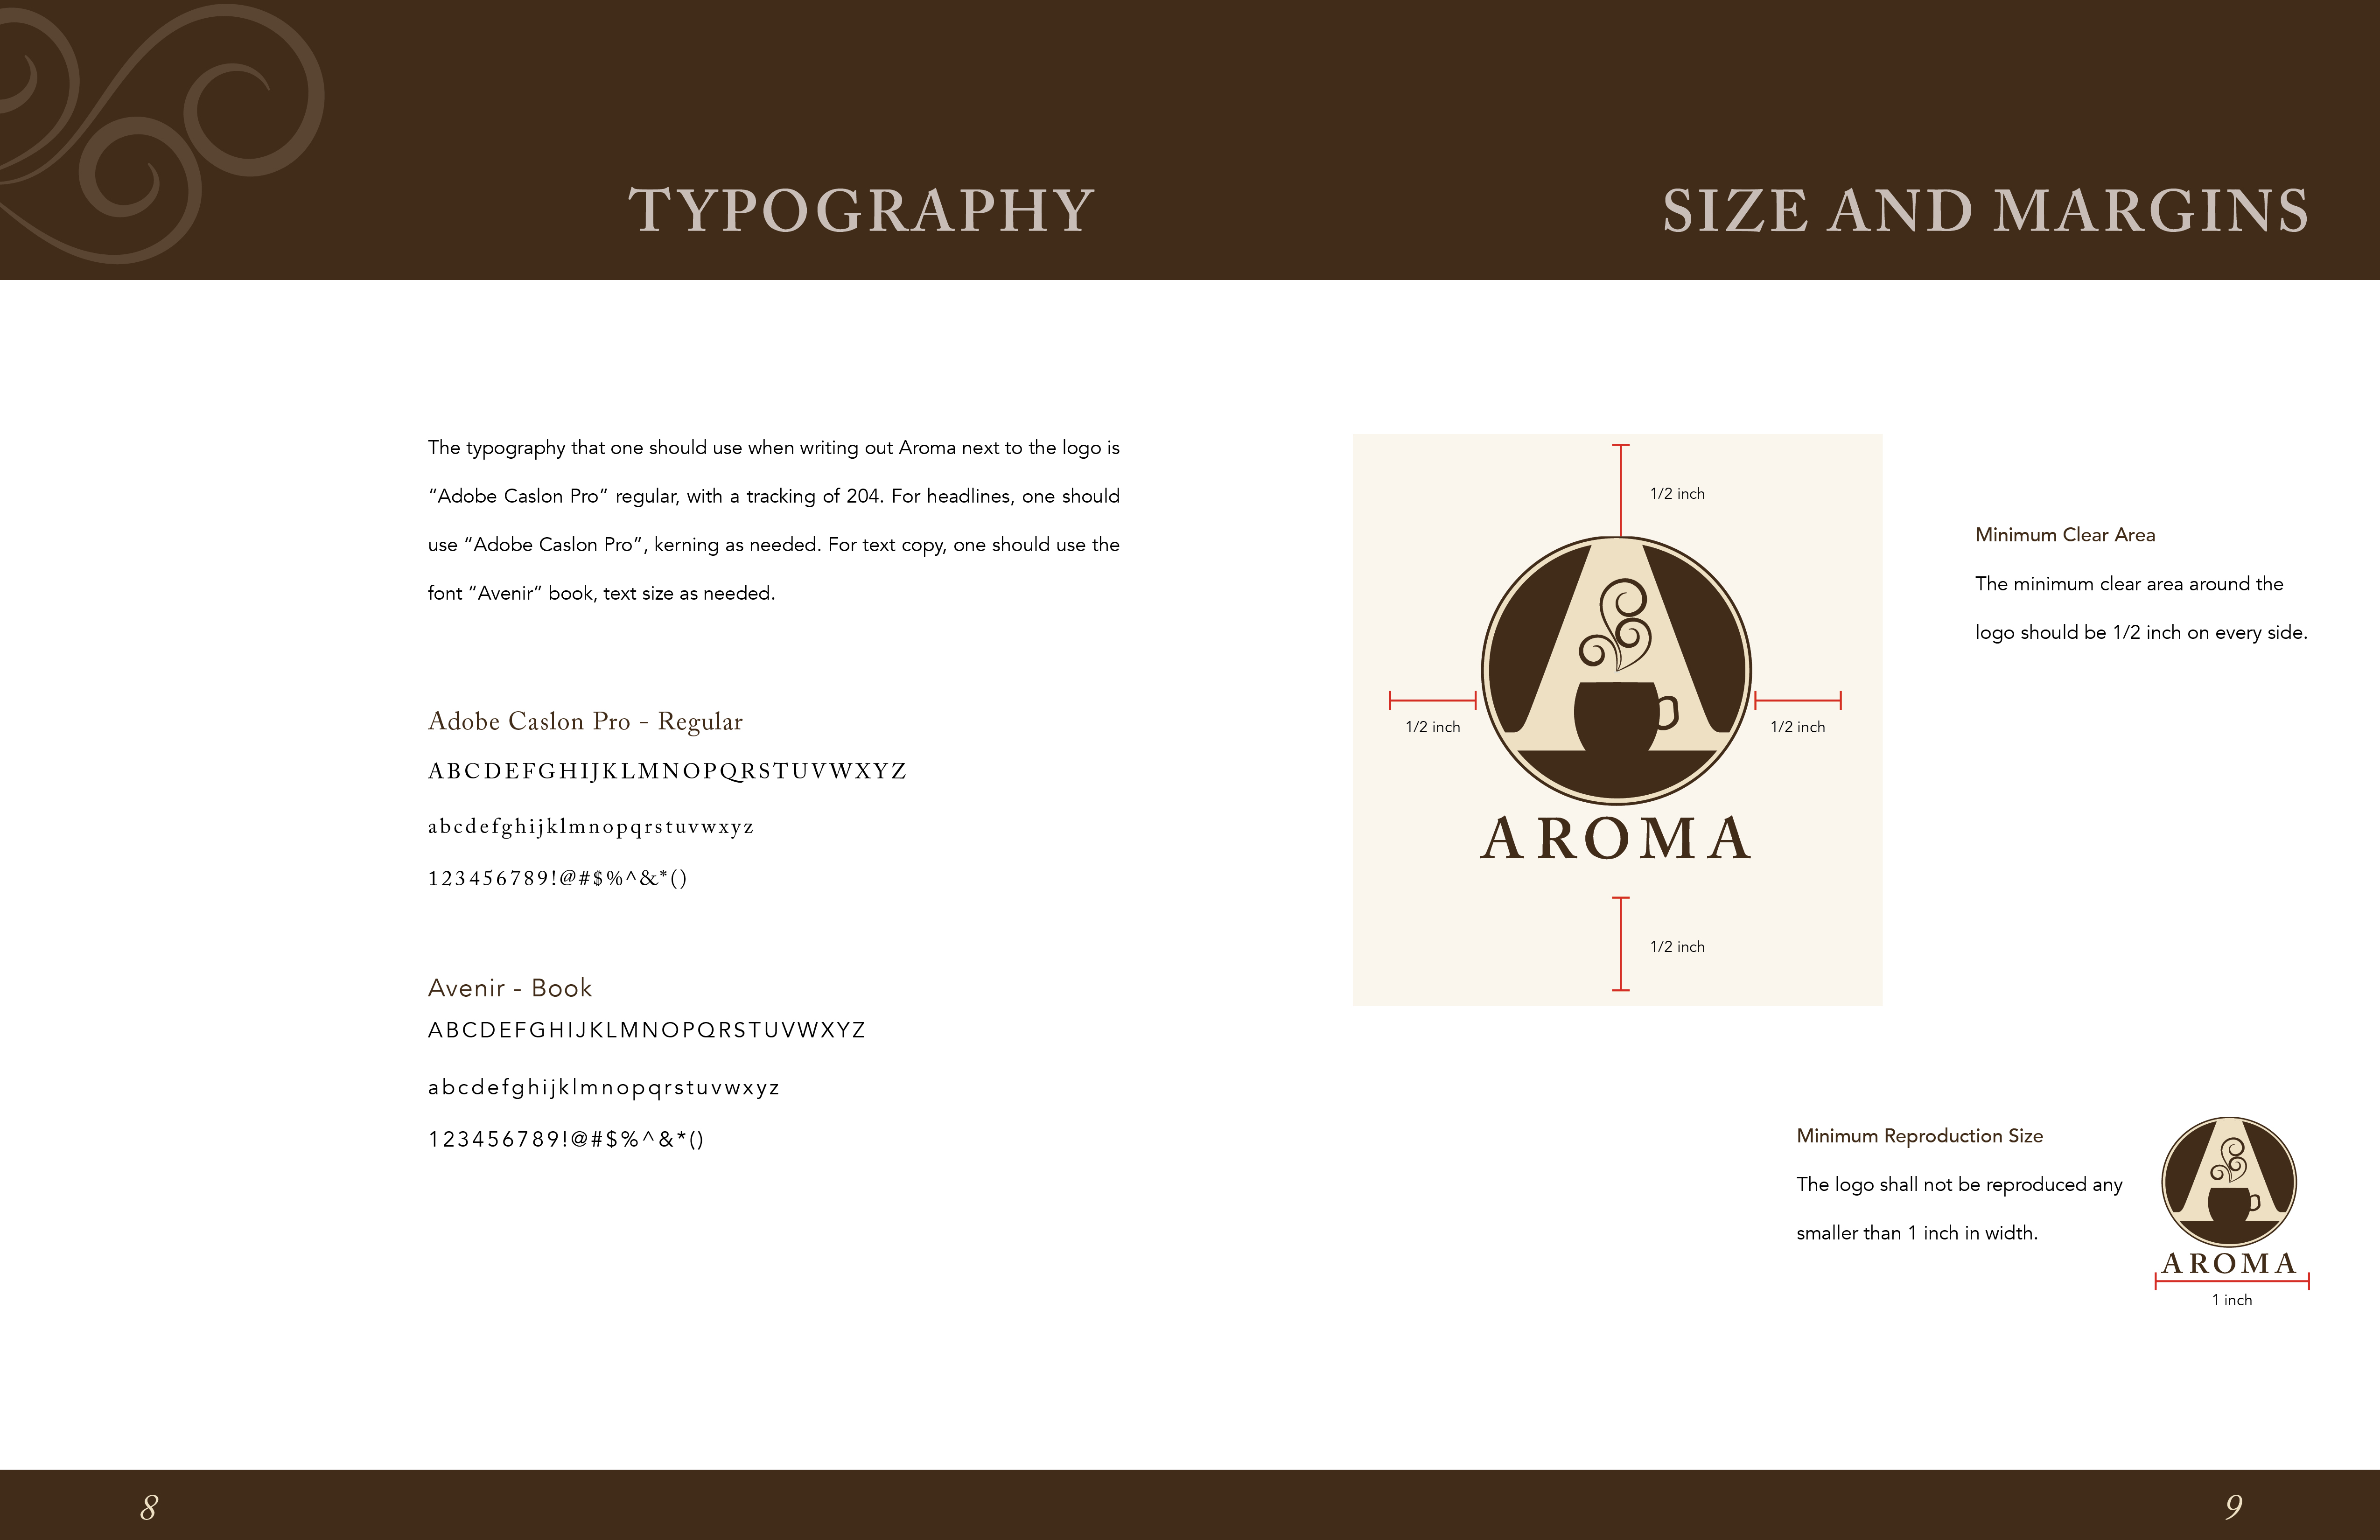 TYPOGRAPHY
The typography that one should use when writing out Aroma next to the logo is
“Adobe Caslon Pro” regular, with a tracking of 204. For headlines, one should
use “Adobe Caslon Pro”, kerning as needed. For text copy, one should use the
font “Avenir” book, text size as needed.
Adobe Caslon Pro - Regular
ABCDEFGHIJKLMNOPQRSTUVWXYZ
abcdefghijklmnopqrstuvwxyz
123456789!@#$%^&*()
Avenir - Book
ABCDEFGHIJKLMNOPQRSTUVWXYZ
abcdefghijklmnopqrstuvwxyz
123456789!@#$%^&*()
8
SIZE AND MARGINS
1/2 inch
1/2 inch
1/2 inch
AROMA
1/2 inch
Minimum Clear Area
The minimum clear area around the
logo should be 1/2 inch on every side.
Minimum Reproduction Size
The logo shall not be reproduced any
smaller than 1 inch in width.
AROMA
1 inch
9